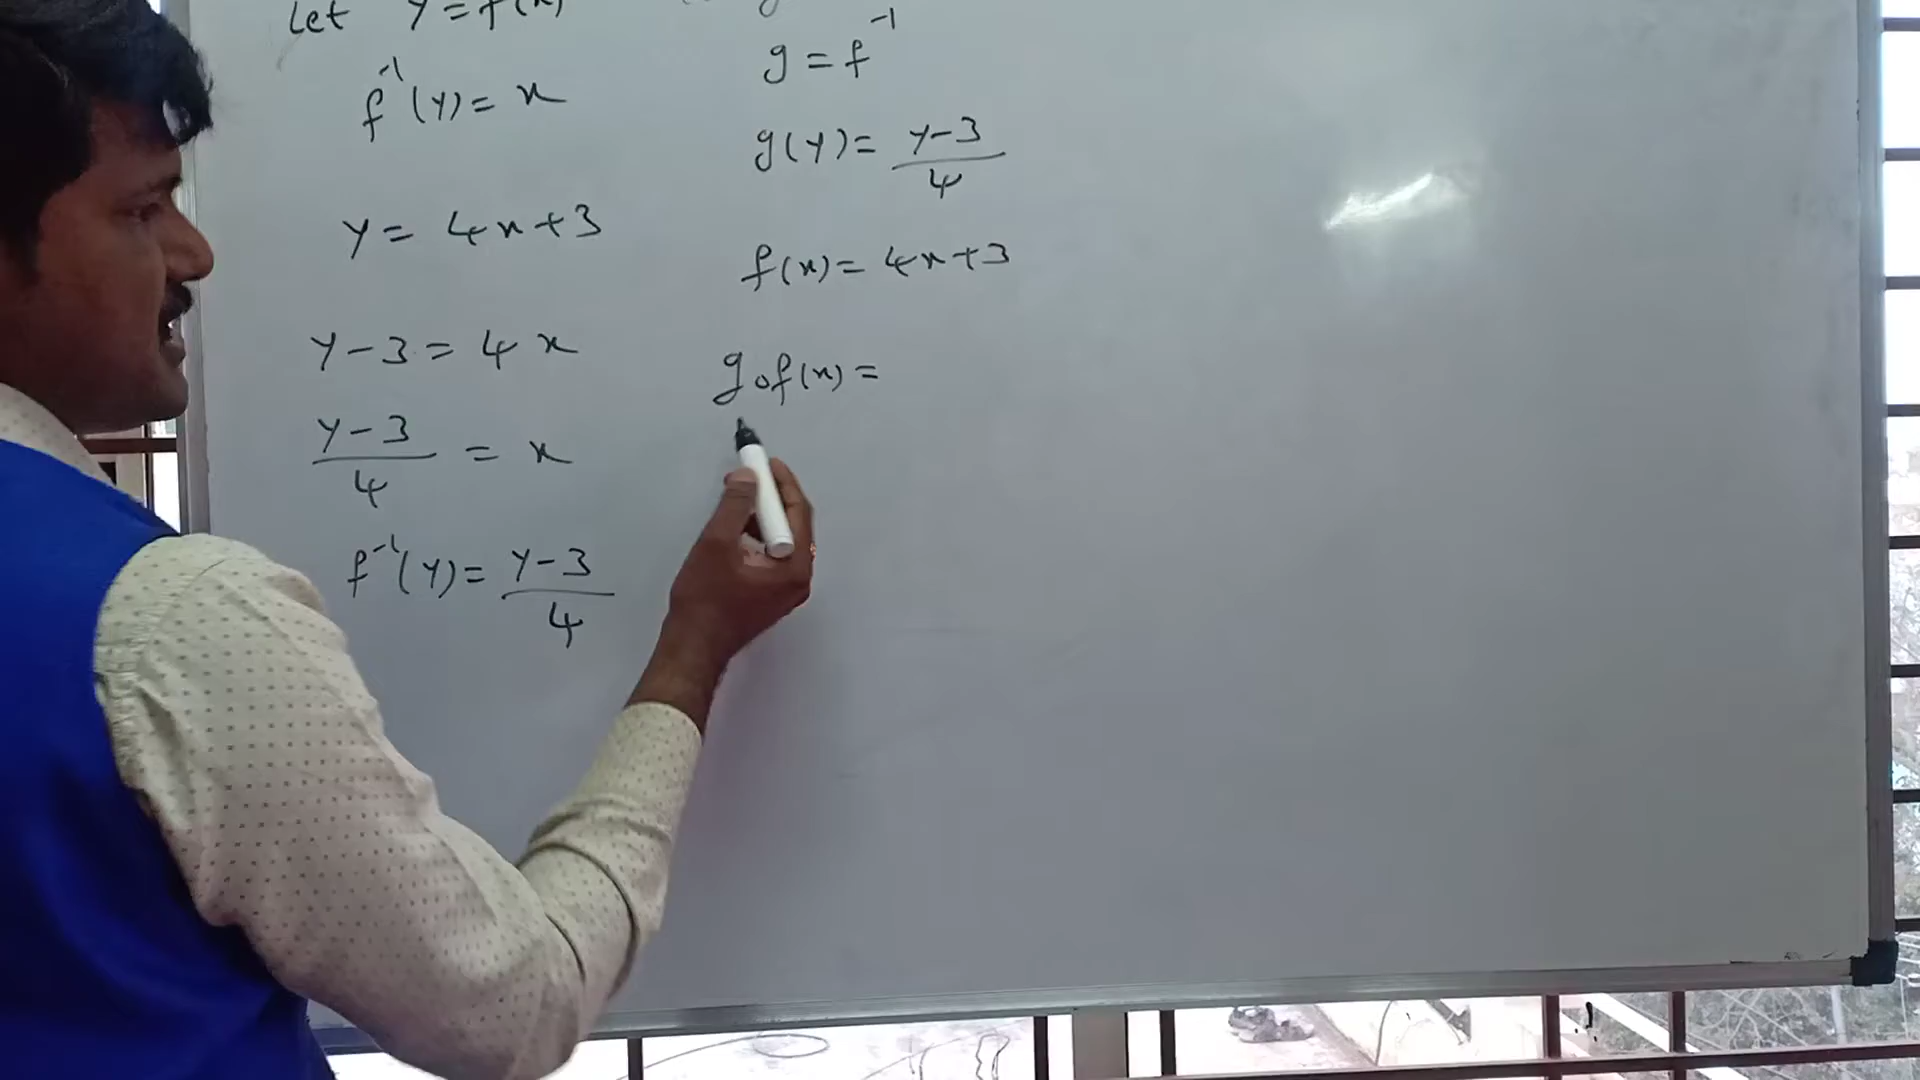 Let y = f(x)
f⁻¹(y) = x
y = 4x+3
y-3 = 4x
y-3/4 = x
f⁻¹(y) = y-3/4
g = f⁻¹
g(y) = y-3/4
f(x) = 4x+3
gof(x) =